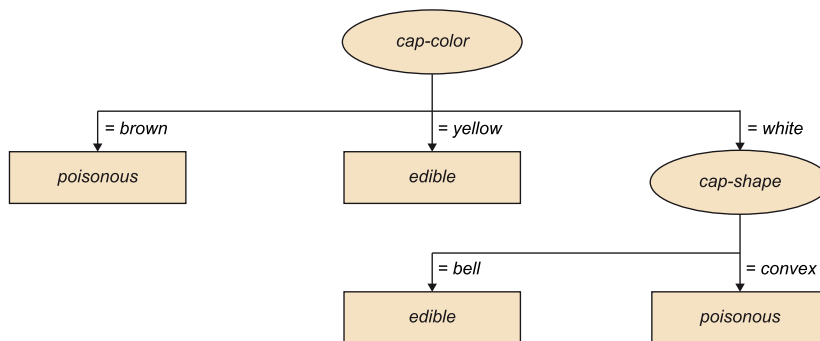 cap-color
= brown
= yellow
= white
poisonous
edible
cap-shape
= bell
= convex
edible
poisonous